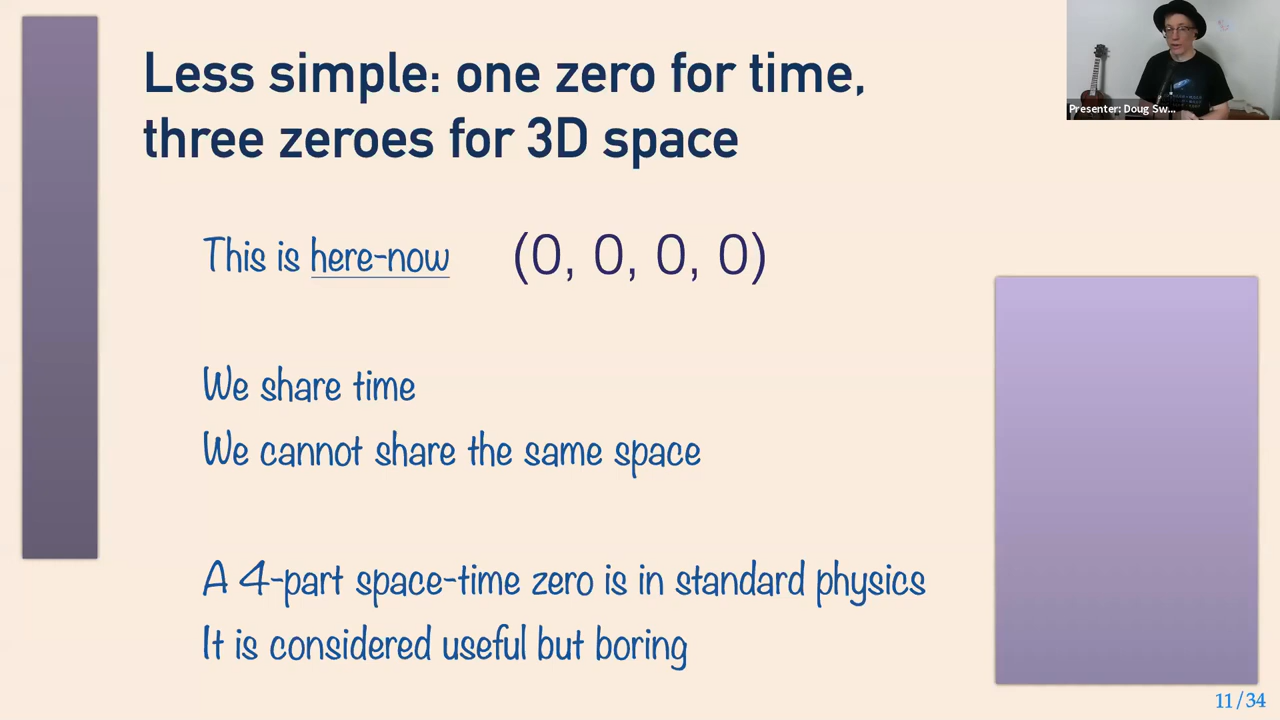 Less simple: one zero for time,
three zeroes for 3D space
Presenter: Doug Sw...
This is here-now (0, 0, 0, 0)
We share time
We cannot share the same space
A 4-part space-time zero is in standard physics
It is considered useful but boring
11/34